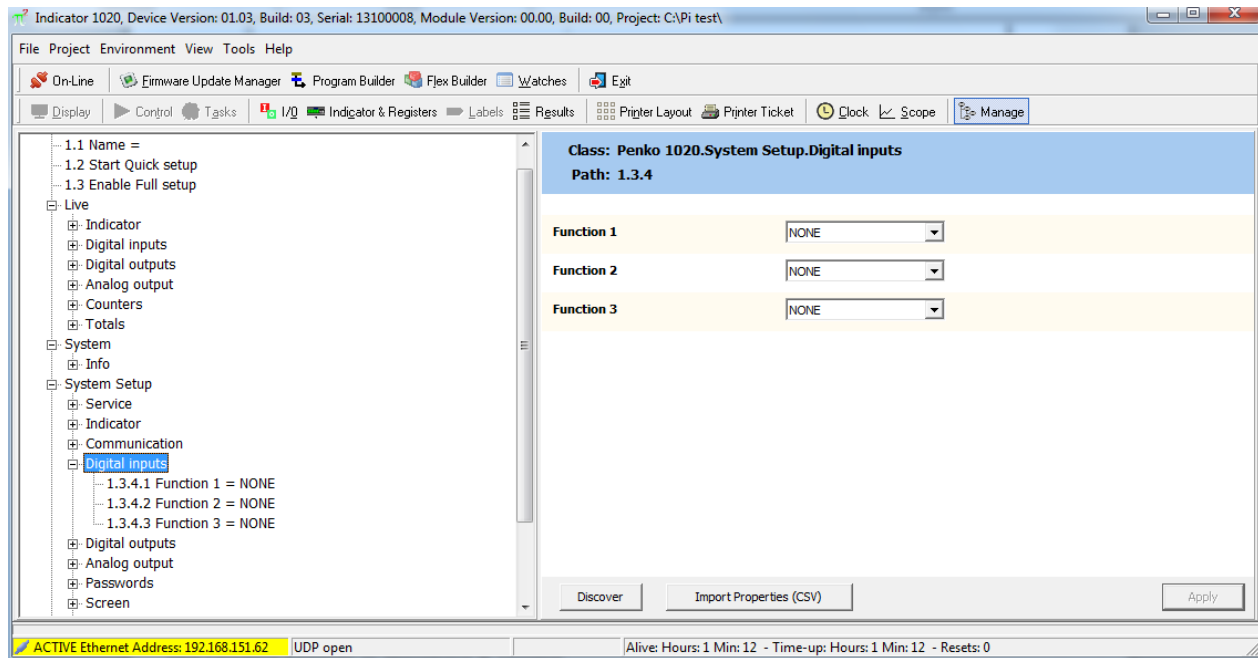 Indicator 1020, Device Version: 01.03, Build: 03, Serial: 13100008, Module Version: 00.00, Build: 00, Project: C:\Pi test\
File Project Environment View Tools Help
On-Line Firmware Update Manager Program Builder Flex Builder Watches Exit
Display Control Tasks I/O Indicator & Registers Labels Results Printer Layout Printer Ticket Clock Scope Manage
1.1 Name =
1.2 Start Quick setup
1.3 Enable Full setup
Live
Indicator
Digital inputs
Digital outputs
Analog output
Counters
Totals
System
Info
System Setup
Service
Indicator
Communication
Digital inputs
1.3.4.1 Function 1 = NONE
1.3.4.2 Function 2 = NONE
1.3.4.3 Function 3 = NONE
Digital outputs
Analog output
Passwords
Screen
Class: Penko 1020.System Setup.Digital inputs
Path: 1.3.4
Function 1 NONE
Function 2 NONE
Function 3 NONE
Discover Import Properties (CSV) Apply
ACTIVE Ethernet Address: 192.168.151.62 UDP open Alive: Hours: 1 Min: 12 - Time-up: Hours: 1 Min: 12 - Resets: 0